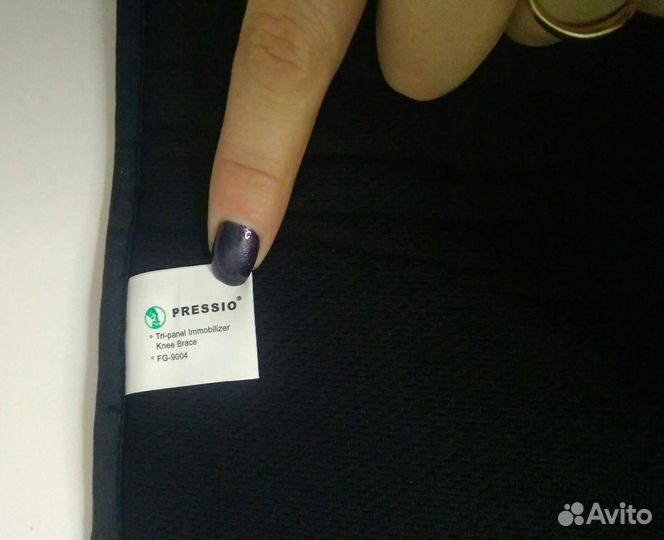 PRESSIO®
° Tri-panel Immobilizer
Knee Brace
° FG-9004
Avito